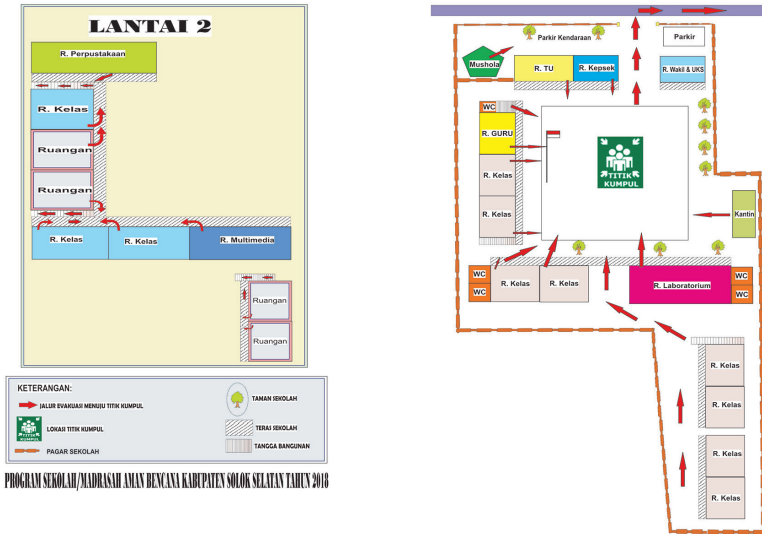 LANTAI 2
R. Perpustakaan
R. Kelas
Ruangan
Ruangan
R. Kelas
R. Kelas
R. Multimedia
Ruangan
Ruangan
KETERANGAN:
JALUR EVAKUASI MENUJU TITIK KUMPUL
TITIK
KUMPUL
LOKASI TITIK KUMPUL
PAGAR SEKOLAH
TAMAN SEKOLAH
TERAS SEKOLAH
TANGGA BANGUNAN
PROGRAM SEKOLAH/MADRASAH AMAN BENCANA KABUPATEN SOLOK SELATAN TAHUN 2018
Parkir Kendaraan
Parkir
Mushola
R. TU
R. Kepsek
R. Wakil & UKS
WC
R. GURU
R. Kelas
R. Kelas
TITIK
KUMPUL
Kantin
WC
WC
R. Kelas
R. Kelas
R. Laboratorium
WC
WC
R. Kelas
R. Kelas
R. Kelas
R. Kelas